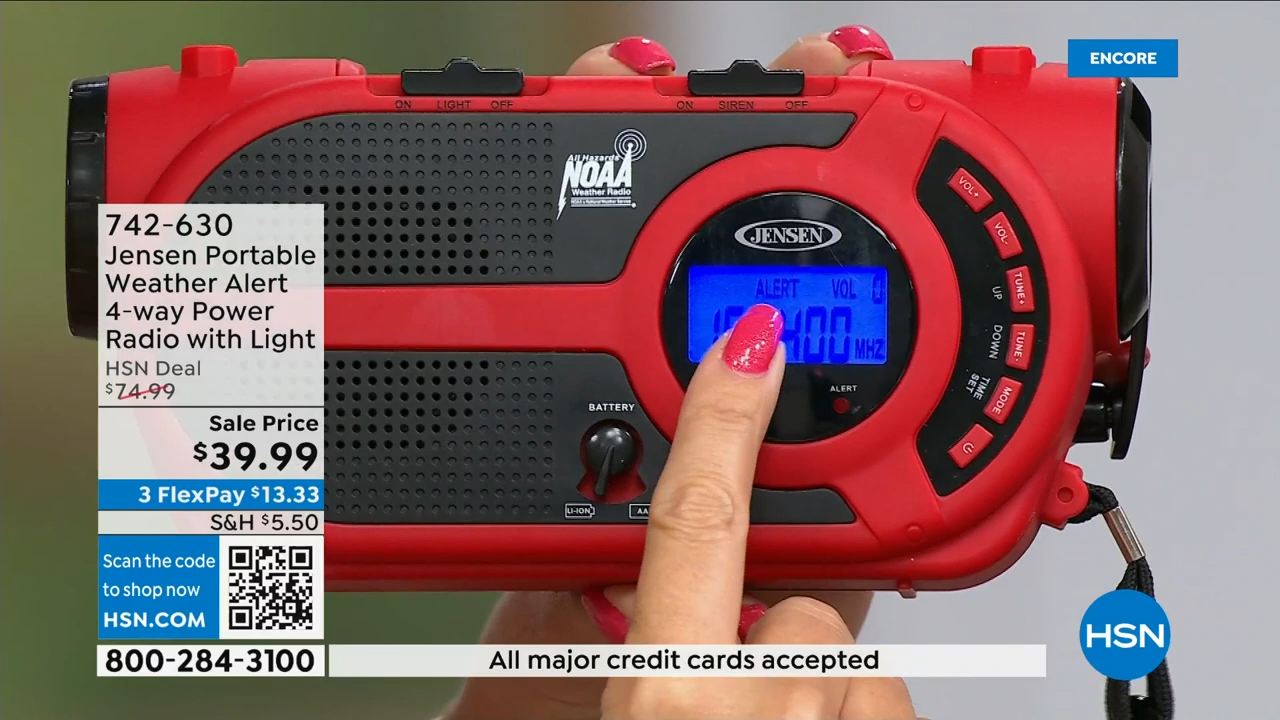 ENCORE
ON LIGHT OFF
ON SIREN OFF
All Hazards
NOAA
Weather Radio
JENSEN
ALERT VOL 0
400 MHZ
ALERT
VOL+
VOL-
TUNE+
UP
TUNE-
DOWN
MODE
TIME SET
BATTERY
LI-ION
AA
742-630
Jensen Portable
Weather Alert
4-way Power
Radio with Light
HSN Deal
$74.99
Sale Price
$39.99
3 FlexPay $13.33
S&H $5.50
Scan the code
to shop now
HSN.COM
800-284-3100
All major credit cards accepted
HSN